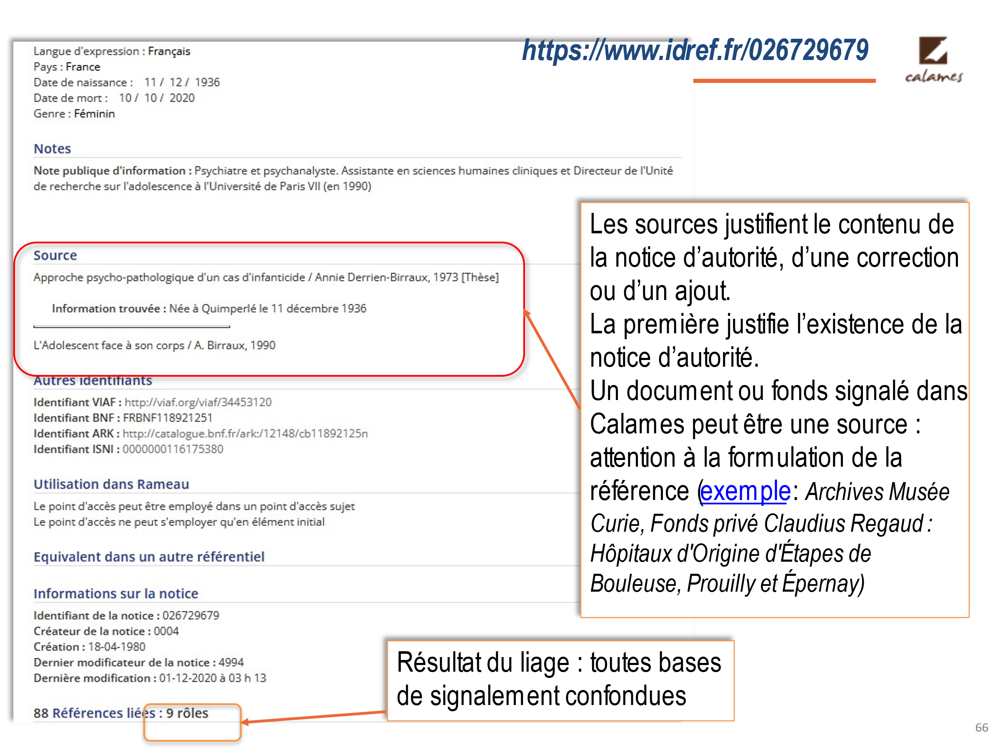 https://www.idref.fr/026729679
calames
Langue d'expression : Français
Pays : France
Date de naissance : 11 / 12 / 1936
Date de mort : 10 / 10 / 2020
Genre : Féminin
Notes
Note publique d'information : Psychiatre et psychanalyste. Assistante en sciences humaines cliniques et Directeur de l'Unité
de recherche sur l'adolescence à l'Université de Paris VII (en 1990)
Source
Approche psycho-pathologique d'un cas d'infanticide / Annie Derrien-Birraux, 1973 [Thèse]
Information trouvée : Née à Quimperlé le 11 décembre 1936
L'Adolescent face à son corps / A. Birraux, 1990
Autres identifiants
Identifiant VIAF : http://viaf.org/viaf/34453120
Identifiant BNF : FRBNF118921251
Identifiant ARK : http://catalogue.bnf.fr/ark:/12148/cb11892125n
Identifiant ISNI : 0000000116175380
Utilisation dans Rameau
Le point d'accès peut être employé dans un point d'accès sujet
Le point d'accès ne peut s'employer qu'en élément initial
Equivalent dans un autre référentiel
Informations sur la notice
Identifiant de la notice : 026729679
Créateur de la notice : 0004
Création : 18-04-1980
Dernier modificateur de la notice : 4994
Dernière modification : 01-12-2020 à 03 h 13
88 Références liées : 9 rôles
Les sources justifient le contenu de
la notice d’autorité, d’une correction
ou d’un ajout.
La première justifie l’existence de la
notice d’autorité.
Un document ou fonds signalé dans
Calames peut être une source :
attention à la formulation de la
référence (exemple: Archives Musée
Curie, Fonds privé Claudius Regaud :
Hôpitaux d'Origine d'Étapes de
Bouleuse, Prouilly et Épernay)
Résultat du liage : toutes bases
de signalement confondues
66